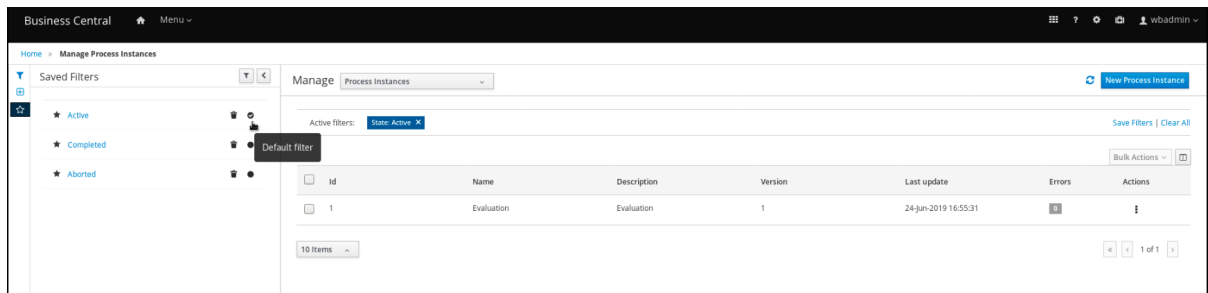 Business Central Menu ? wbadmin
Home > Manage Process Instances
Saved Filters
Active
Completed
Aborted
Default filter
Manage Process Instances New Process Instance
Active filters: State: Active X Save Filters | Clear All
Bulk Actions
Id Name Description Version Last update Errors Actions
1 Evaluation Evaluation 1 24-Jun-2019 16:55:31 0
10 Items « < 1 of 1 >